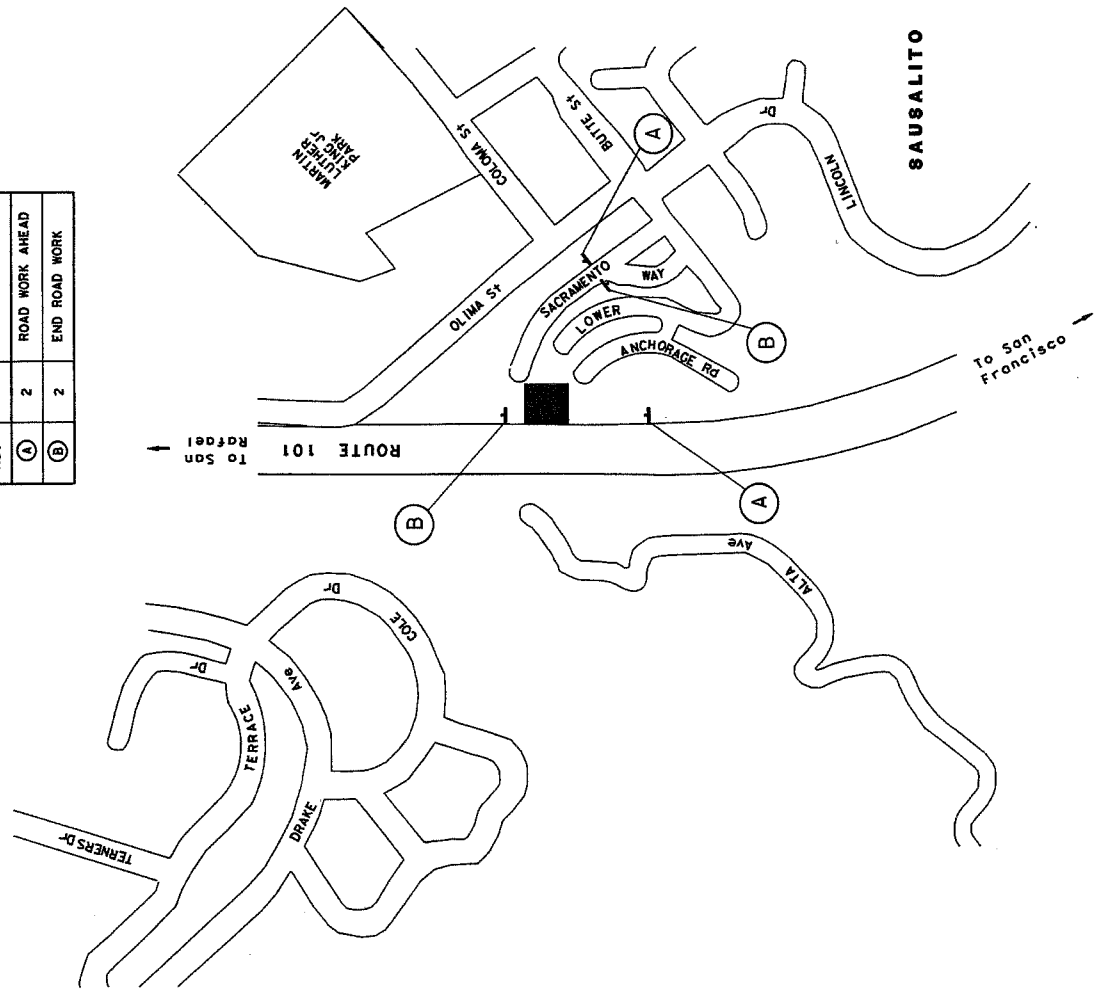 A 2 ROAD WORK AHEAD
B 2 END ROAD WORK
MARTIN
LUTHER
KING Jr
PARK
COLOMA St
BUTTE St
OLIMA St
SACRAMENTO
WAY
LOWER
ANCHORAGE Rd
LINCOLN
Dr
SAUSALITO
A
B
To San
Francisco
To San
Rafael
ROUTE 101
B
A
ALTA
Ave
COLE
Dr
Dr
TERRACE
Ave
DRAKE
TERNERS Dr